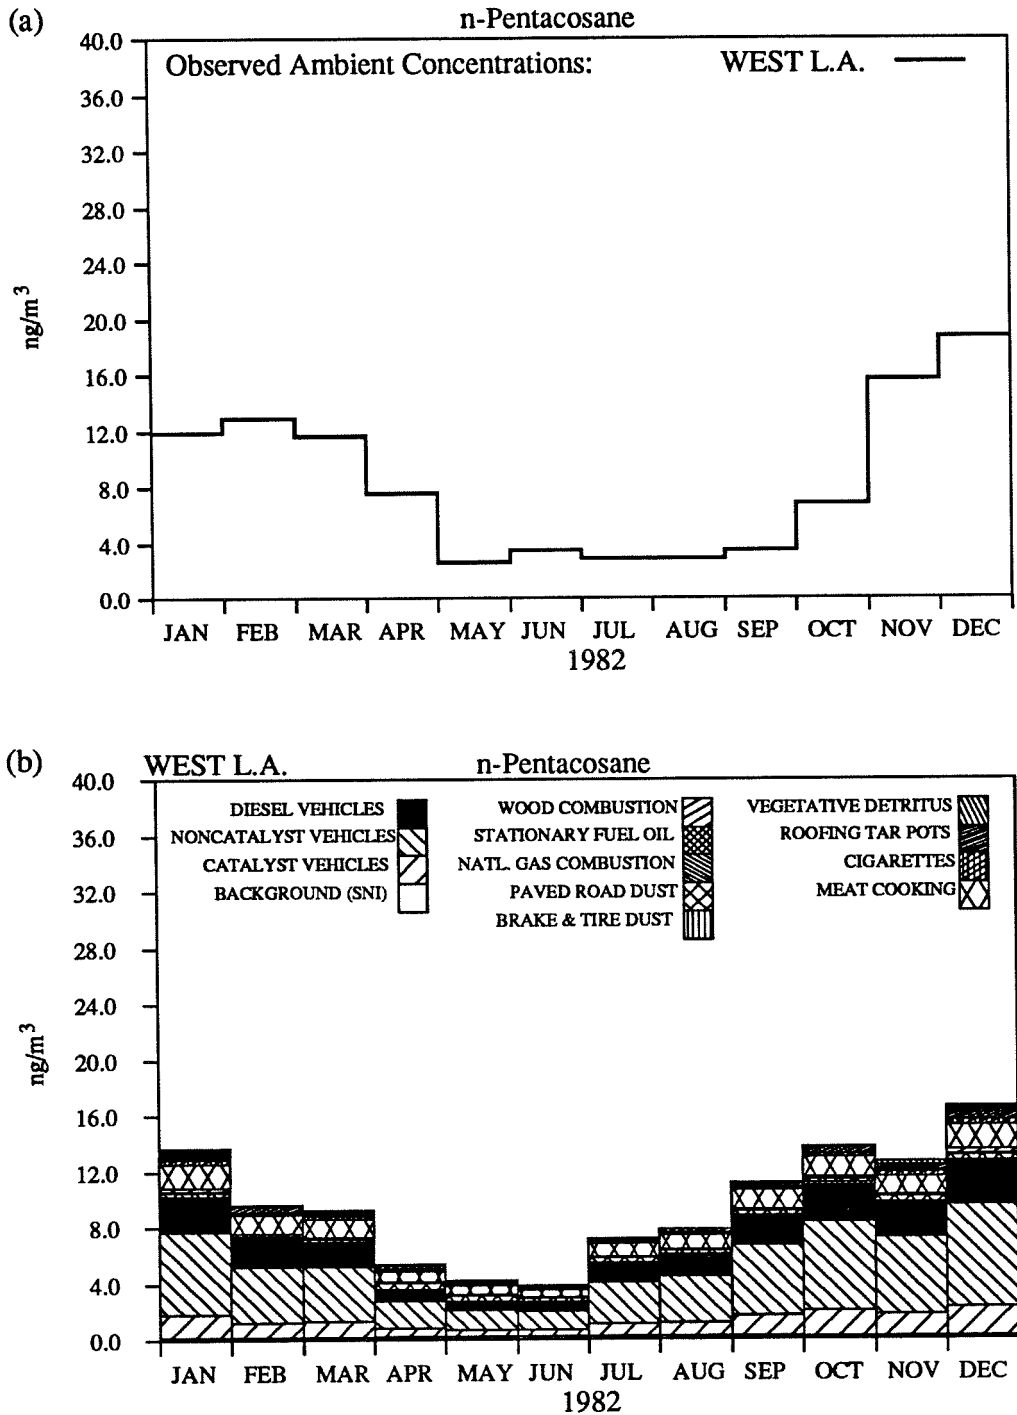 (a)
n-Pentacosane
Observed Ambient Concentrations: WEST L.A.
40.0
36.0
32.0
28.0
24.0
20.0
16.0
12.0
8.0
4.0
0.0
ng/m³
JAN FEB MAR APR MAY JUN JUL AUG SEP OCT NOV DEC
1982
(b)
WEST L.A. n-Pentacosane
40.0
36.0
32.0
28.0
24.0
20.0
16.0
12.0
8.0
4.0
0.0
ng/m³
DIESEL VEHICLES
NONCATALYST VEHICLES
CATALYST VEHICLES
BACKGROUND (SNI)
WOOD COMBUSTION
STATIONARY FUEL OIL
NATL. GAS COMBUSTION
PAVED ROAD DUST
BRAKE & TIRE DUST
VEGETATIVE DETRITUS
ROOFING TAR POTS
CIGARETTES
MEAT COOKING
JAN FEB MAR APR MAY JUN JUL AUG SEP OCT NOV DEC
1982